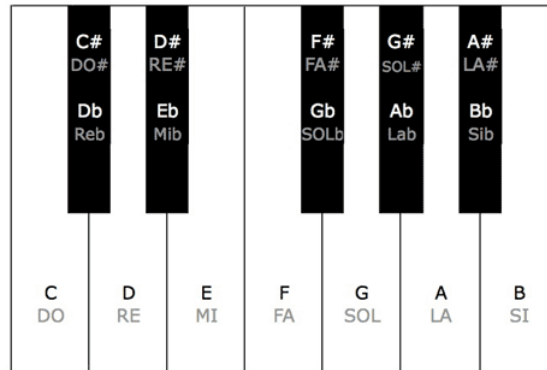 C# D# F# G# A#
DO# RE# FA# SOL# LA#
Db Eb Gb Ab Bb
Reb Mib SOLb Lab Sib
C D E F G A B
DO RE MI FA SOL LA SI